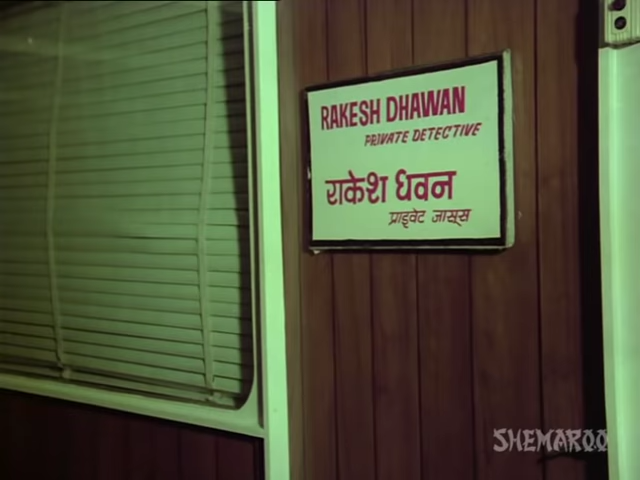 RAKESH DHAWAN
PRIVATE DETECTIVE
राकेश धवन
प्राइवेट जासूस
SHEMAROO